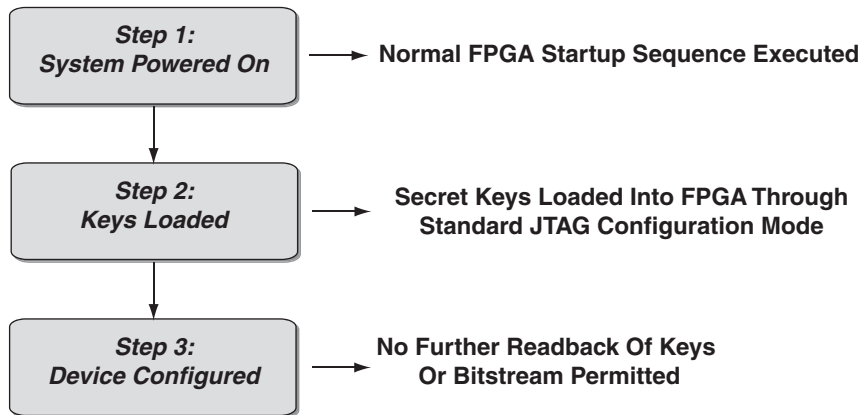 Step 1:
System Powered On
Normal FPGA Startup Sequence Executed
Step 2:
Keys Loaded
Secret Keys Loaded Into FPGA Through
Standard JTAG Configuration Mode
Step 3:
Device Configured
No Further Readback Of Keys
Or Bitstream Permitted